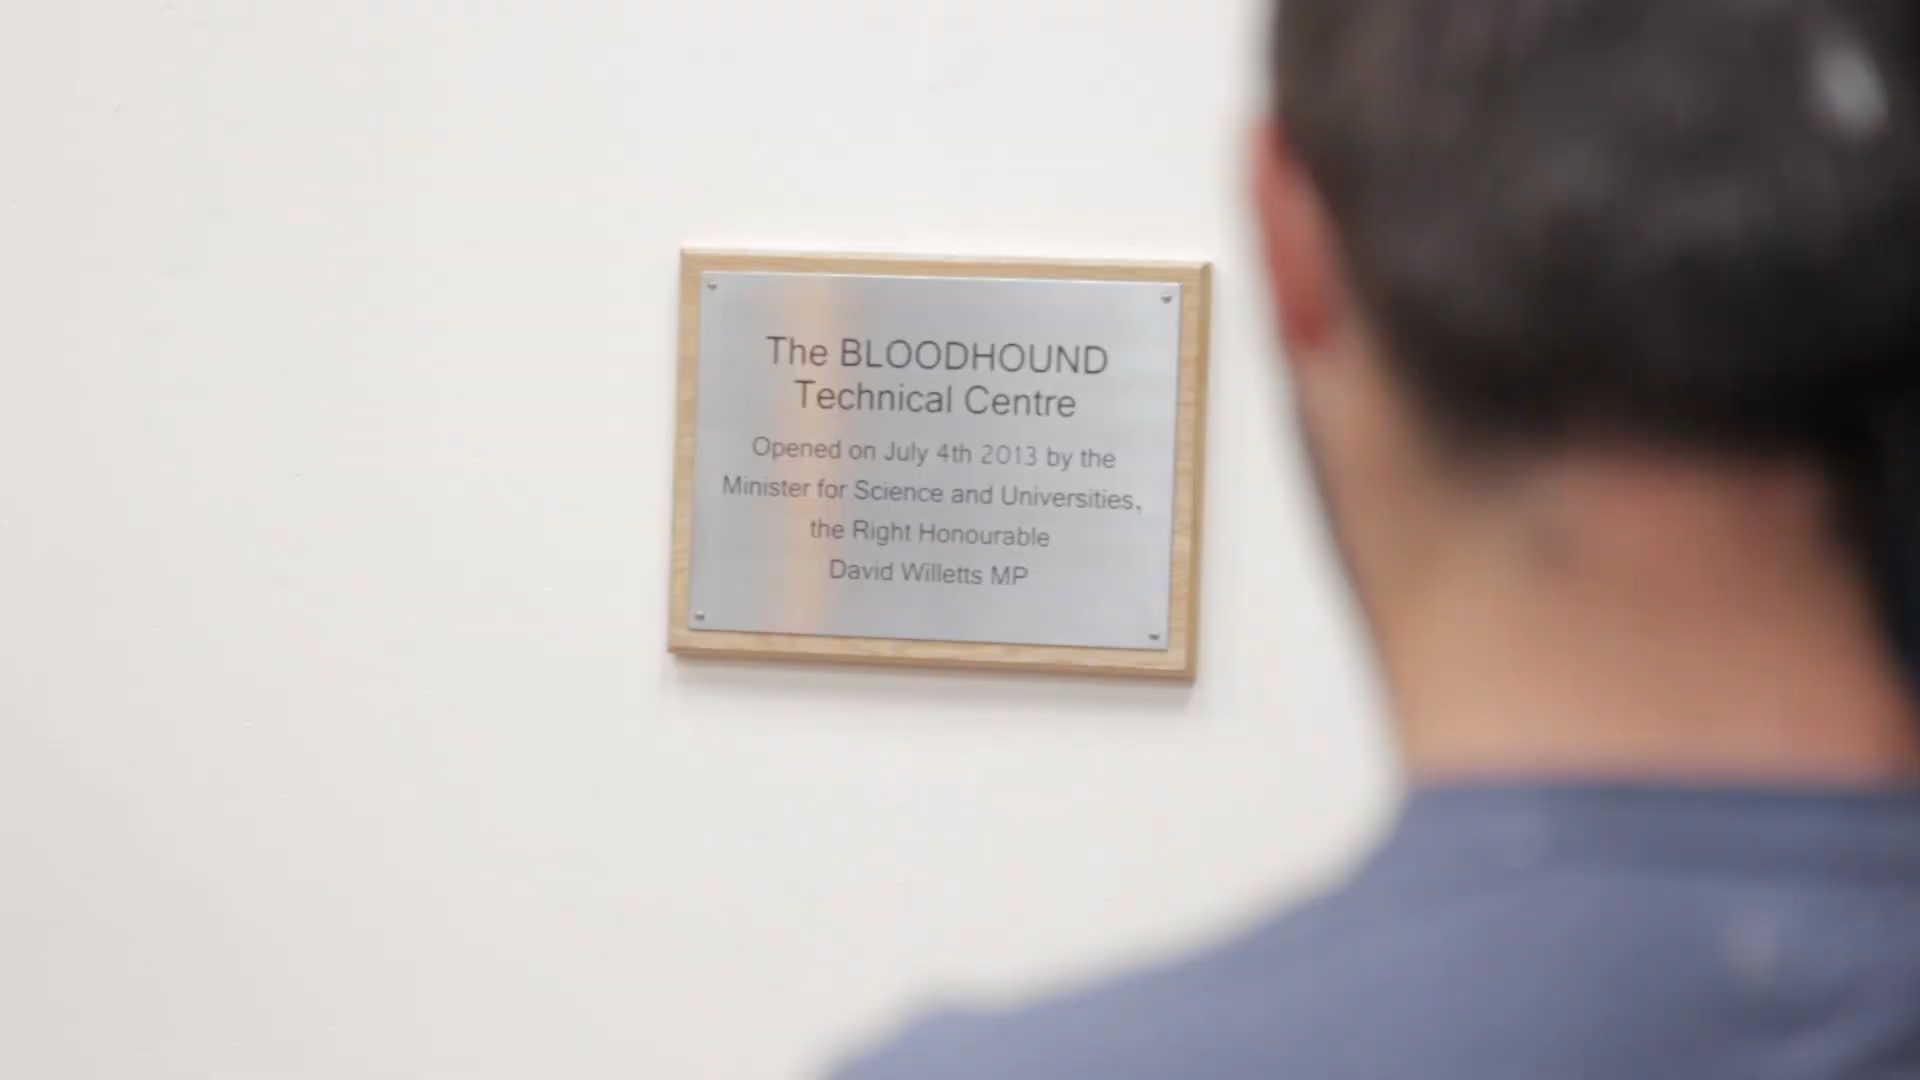 The BLOODHOUND
Technical Centre
Opened on July 4th 2013 by the
Minister for Science and Universities,
the Right Honourable
David Willetts MP